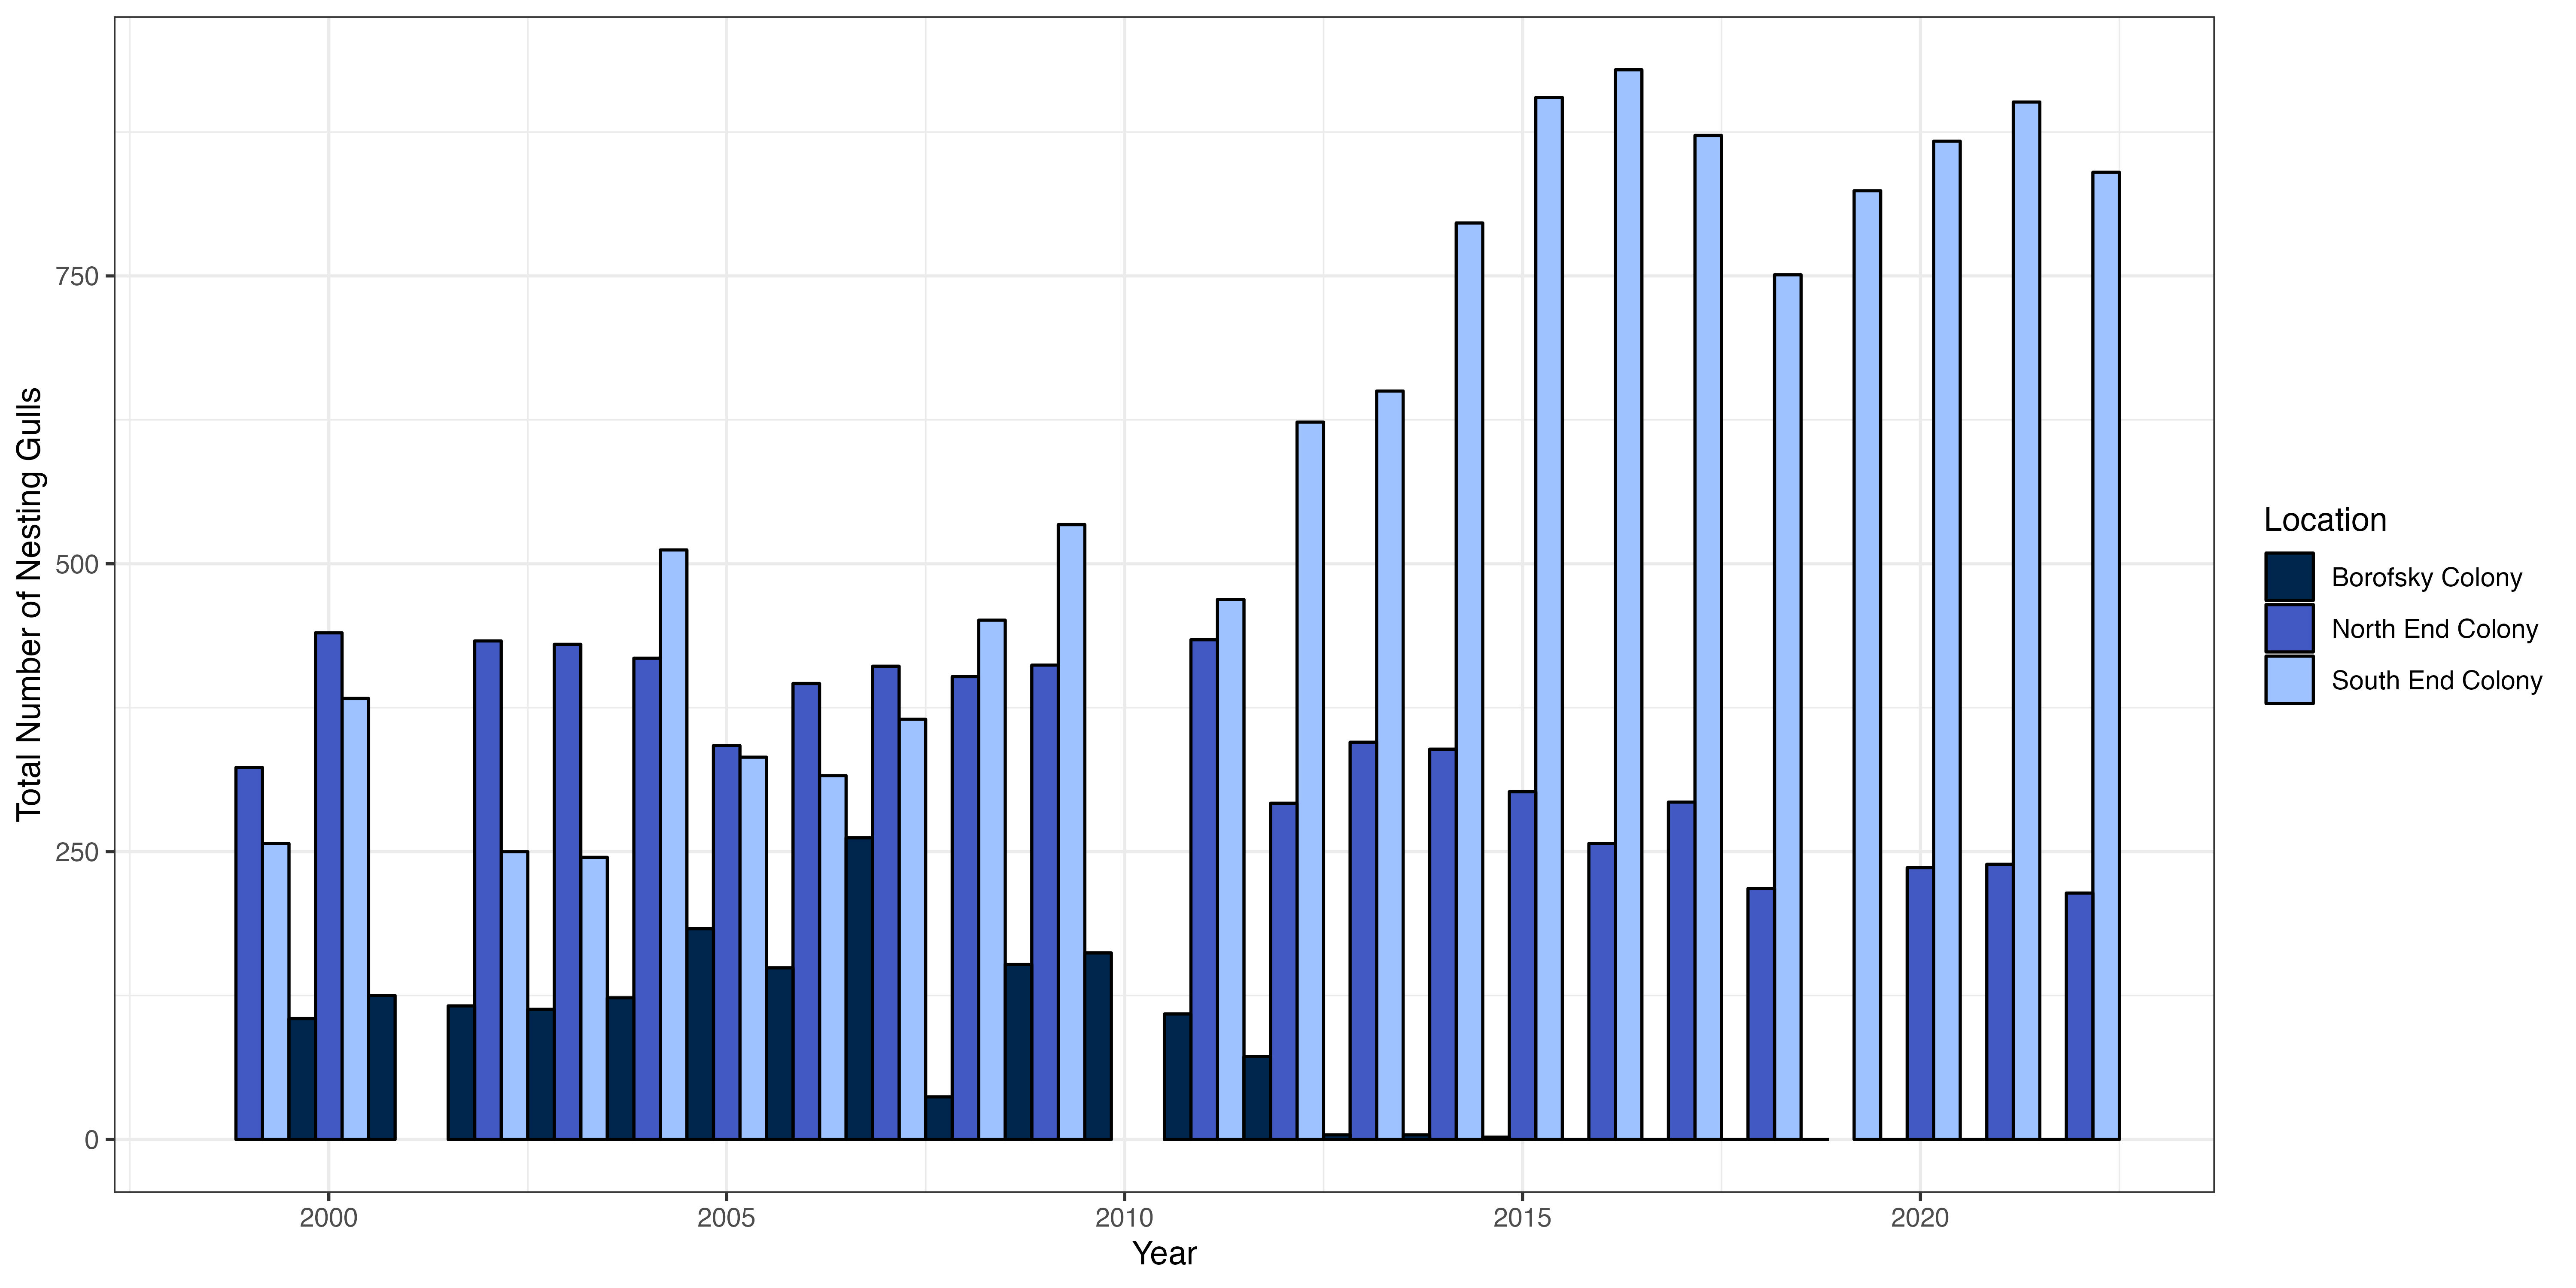 Total Number of Nesting Gulls
750
500
250
0
2000
2005
2010
2015
2020
Year
Location
Borofsky Colony
North End Colony
South End Colony